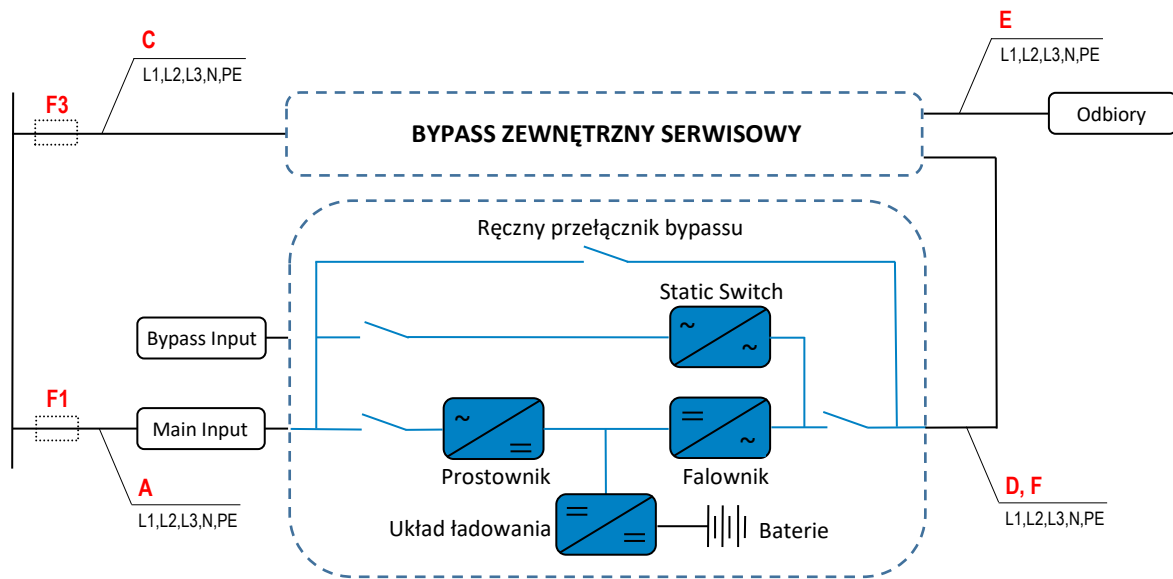 C
L1,L2,L3,N,PE
E
L1,L2,L3,N,PE
F3
BYPASS ZEWNĘTRZNY SERWISOWY
Odbiory
Ręczny przełącznik bypassu
Static Switch
~
~
Bypass Input
F1
Main Input
~
=
=
~
Prostownik
Falownik
A
L1,L2,L3,N,PE
D, F
L1,L2,L3,N,PE
Układ ładowania
=
=
Baterie